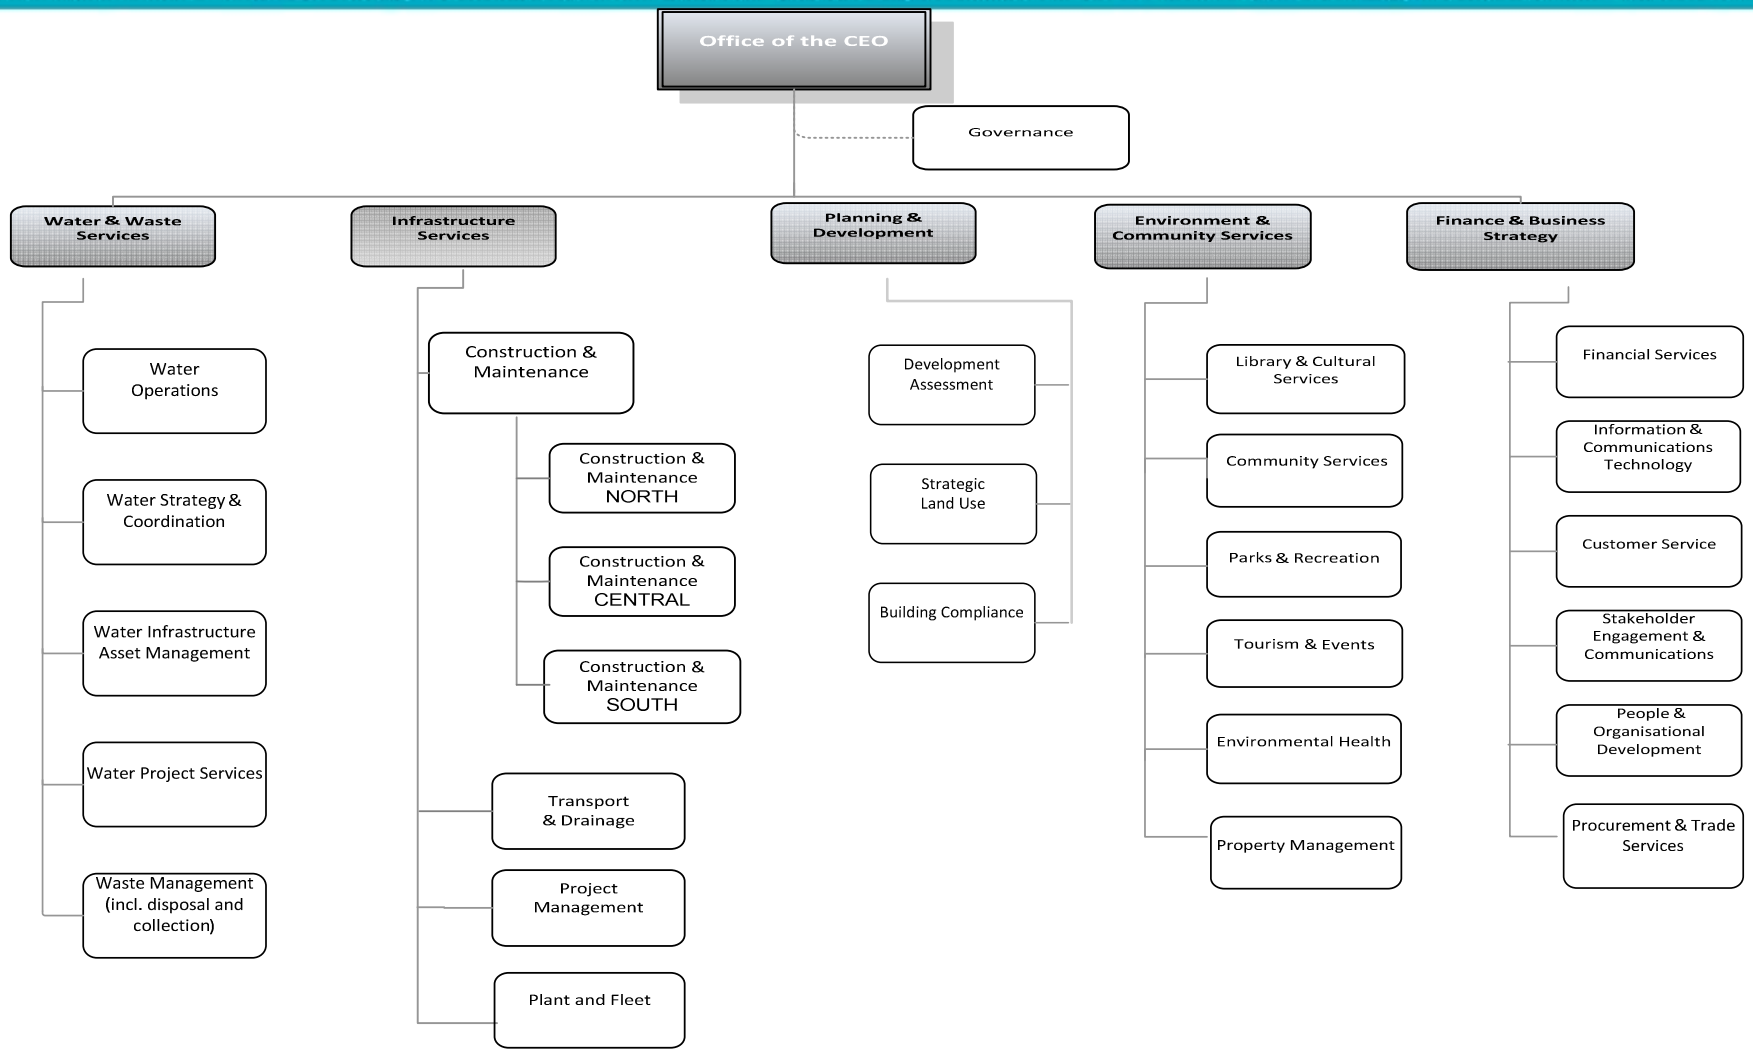 Office of the CEO
Governance
Water & Waste
Services
Infrastructure
Services
Planning &
Development
Environment &
Community Services
Finance & Business
Strategy
Water
Operations
Water Strategy &
Coordination
Water Infrastructure
Asset Management
Water Project Services
Waste Management
(incl. disposal and
collection)
Construction &
Maintenance
Construction &
Maintenance
NORTH
Construction &
Maintenance
CENTRAL
Construction &
Maintenance
SOUTH
Transport
& Drainage
Project
Management
Plant and Fleet
Development
Assessment
Strategic
Land Use
Building Compliance
Library & Cultural
Services
Community Services
Parks & Recreation
Tourism & Events
Environmental Health
Property Management
Financial Services
Information &
Communications
Technology
Customer Service
Stakeholder
Engagement &
Communications
People &
Organisational
Development
Procurement & Trade
Services